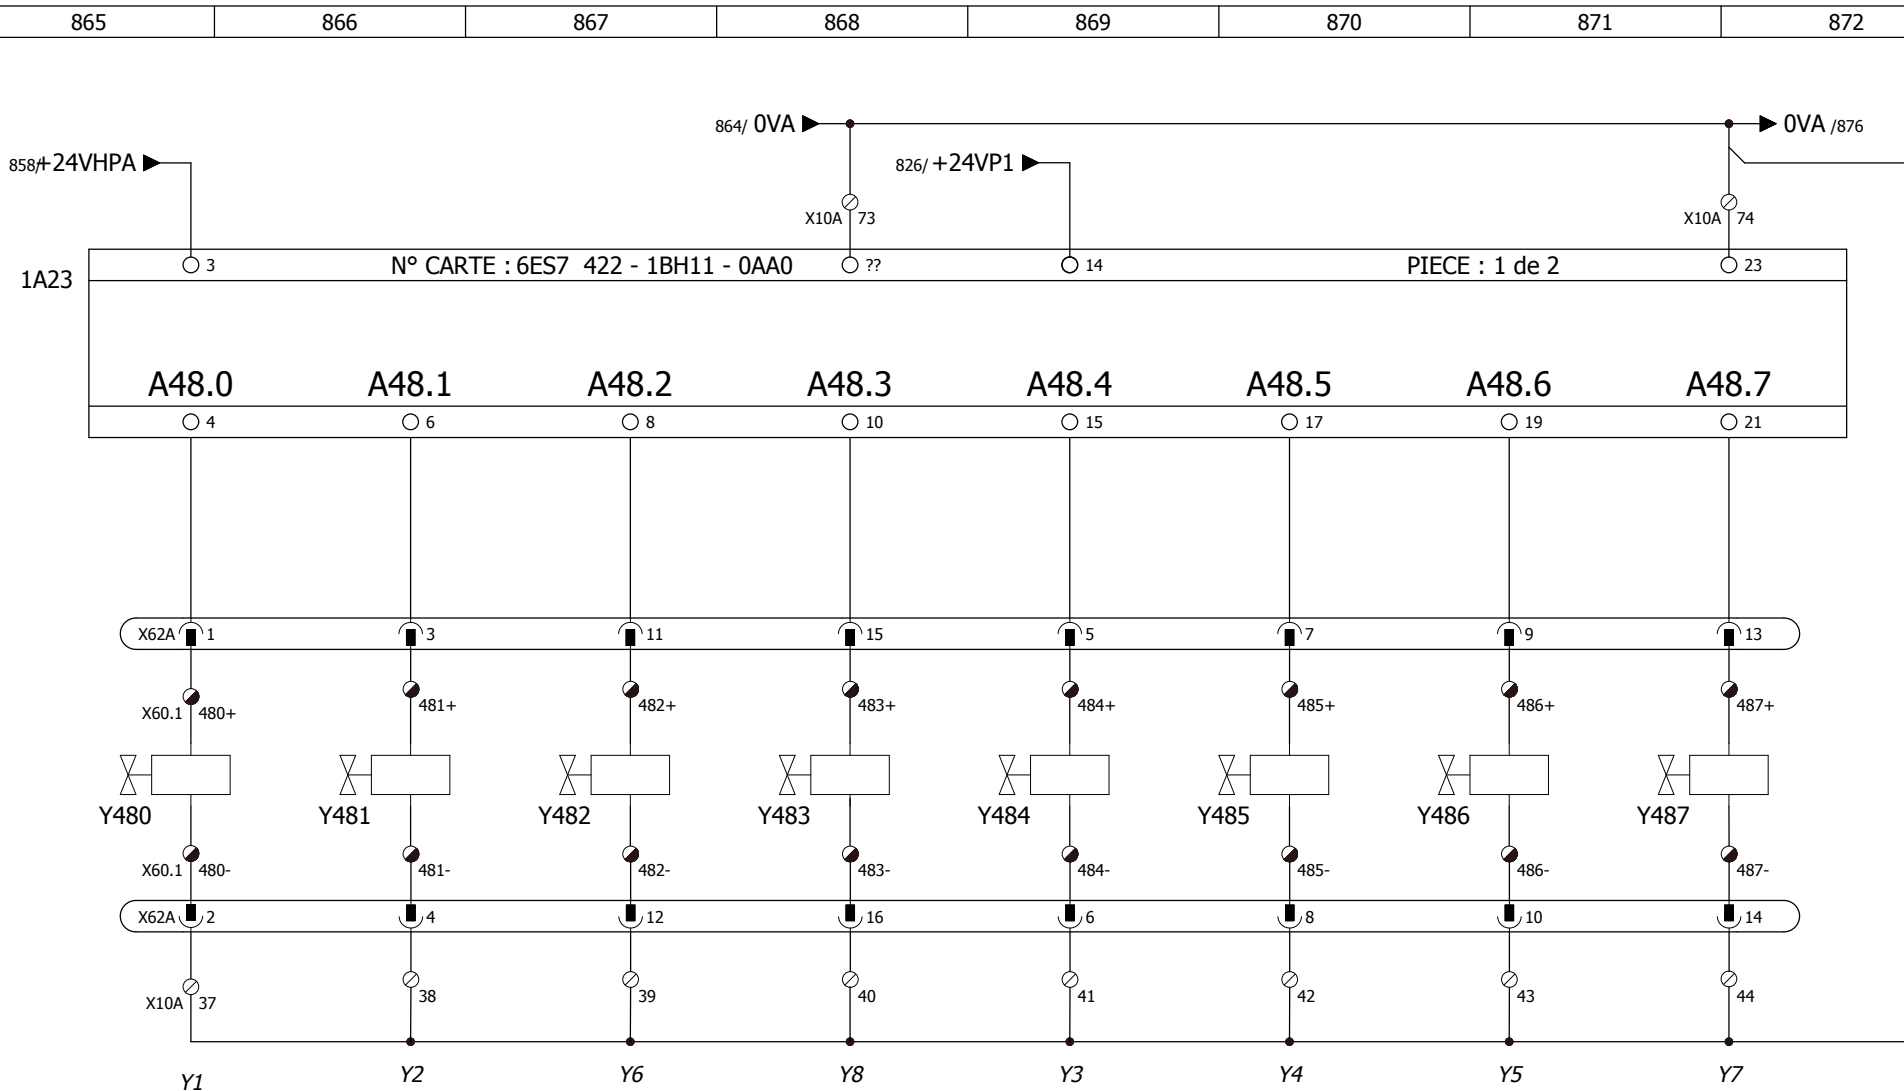 865 866 867 868 869 870 871 872
864/ 0VA 0VA /876
858/+24VHPA 826/ +24VP1
X10A 73 X10A 74
1A23 3 N° CARTE : 6ES7 422 - 1BH11 - 0AA0 ?? 14 PIECE : 1 de 2 23
A48.0 A48.1 A48.2 A48.3 A48.4 A48.5 A48.6 A48.7
4 6 8 10 15 17 19 21
X62A 1 3 11 15 5 7 9 13
X60.1 480+ 481+ 482+ 483+ 484+ 485+ 486+ 487+
Y480 Y481 Y482 Y483 Y484 Y485 Y486 Y487
X60.1 480- 481- 482- 483- 484- 485- 486- 487-
X62A 2 4 12 16 6 8 10 14
X10A 37 38 39 40 41 42 43 44
Y1 Y2 Y6 Y8 Y3 Y4 Y5 Y7